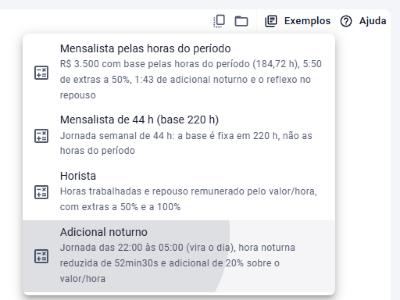 Exemplos
Ajuda
Mensalista pelas horas do período
R$ 3.500 com base pelas horas do período (184,72 h), 5:50
de extras a 50%, 1:43 de adicional noturno e o reflexo no
repouso
Mensalista de 44 h (base 220 h)
Jornada semanal de 44 h: a base é fixa em 220 h, não as
horas do período
Horista
Horas trabalhadas e repouso remunerado pelo valor/hora,
com extras a 50% e a 100%
Adicional noturno
Jornada das 22:00 às 05:00 (vira o dia), hora noturna
reduzida de 52min30s e adicional de 20% sobre o
valor/hora